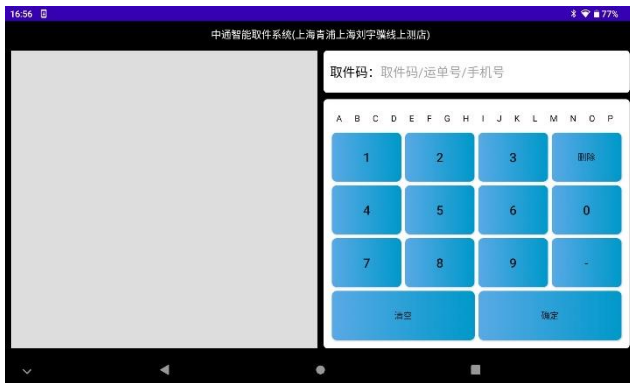 16:56 77%
中通智能取件系统(上海青浦上海刘宇骥线上测店)
取件码：取件码/运单号/手机号
A B C D E F G H I J K L M N O P
1 2 3 删除
4 5 6 0
7 8 9 -
清空 确定